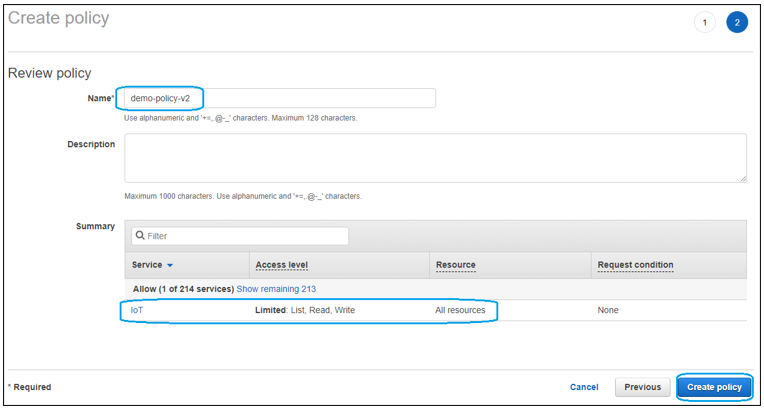 Create policy
1 2
Review policy
Name* demo-policy-v2
Use alphanumeric and '+=,.@-_' characters. Maximum 128 characters.
Description
Maximum 1000 characters. Use alphanumeric and '+=,.@-_' characters.
Summary
Filter
Service Access level Resource Request condition
Allow (1 of 214 services) Show remaining 213
IoT Limited: List, Read, Write All resources None
* Required Cancel Previous Create policy